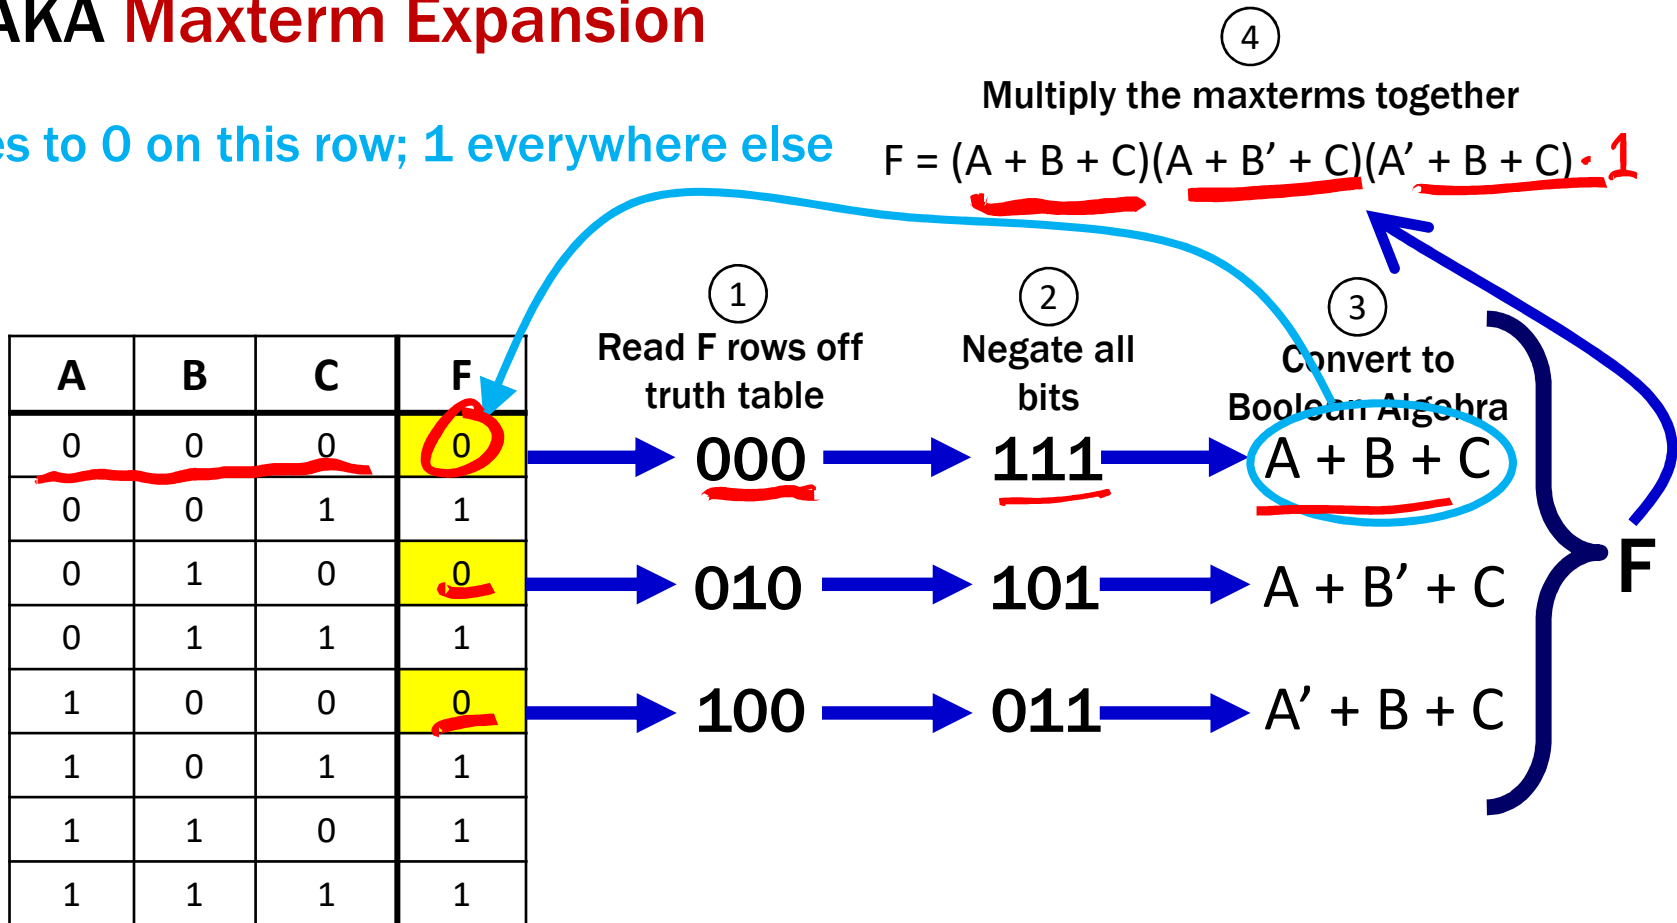 AKA Maxterm Expansion
es to 0 on this row; 1 everywhere else
4
Multiply the maxterms together
F = (A + B + C)(A + B’ + C)(A’ + B + C) · 1
1
Read F rows off
truth table
2
Negate all
bits
3
Convert to
Boolean Algebra
A B C F
0 0 0 0 000 111 A + B + C
0 0 1 1
0 1 0 0 010 101 A + B’ + C
F
0 1 1 1
1 0 0 0 100 011 A’ + B + C
1 0 1 1
1 1 0 1
1 1 1 1